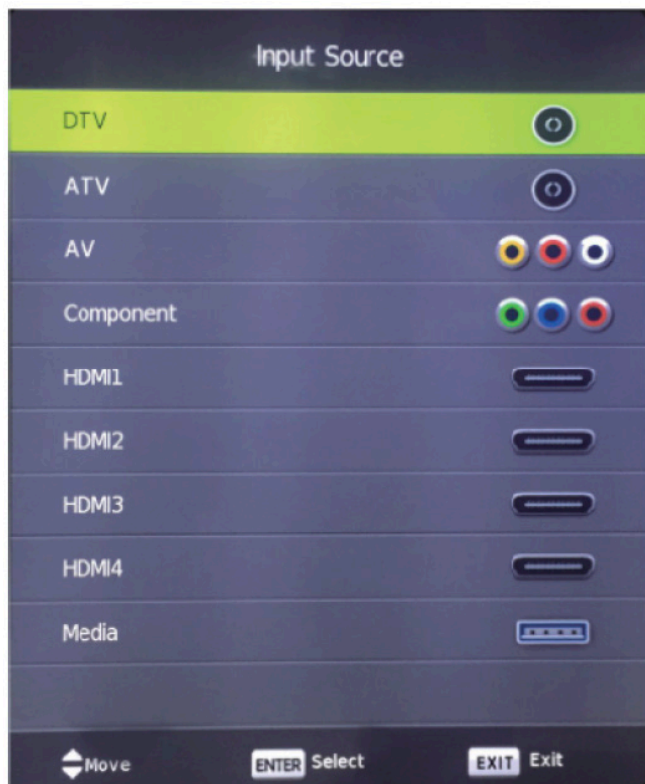 Input Source
DTV
ATV
AV
Component
HDMI1
HDMI2
HDMI3
HDMI4
Media
Move ENTER Select EXIT Exit